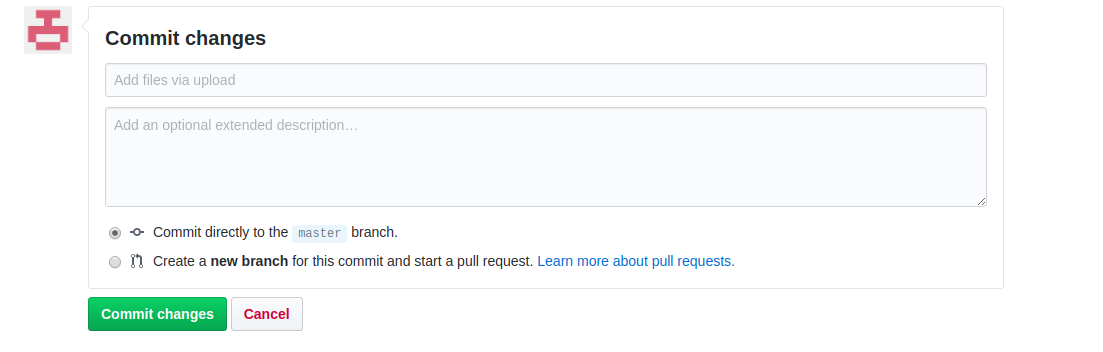 Commit changes
Add files via upload
Add an optional extended description…
Commit directly to the master branch.
Create a new branch for this commit and start a pull request. Learn more about pull requests.
Commit changes Cancel